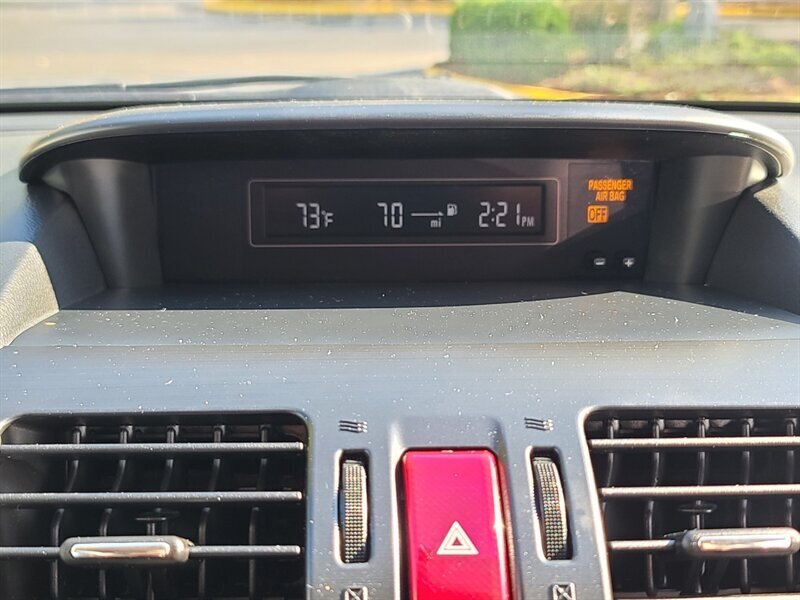 73°F 70 mi 2:21 PM
PASSENGER
AIR BAG
OFF
- +